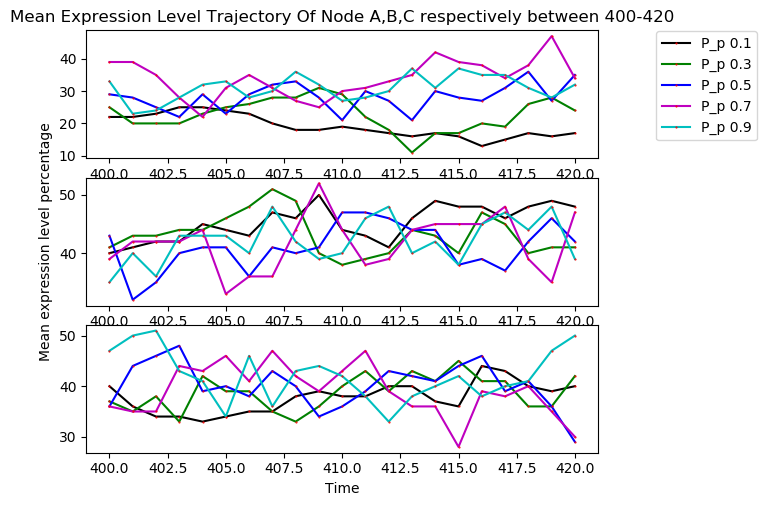 Mean Expression Level Trajectory Of Node A,B,C respectively between 400-420
P_p 0.1
P_p 0.3
P_p 0.5
P_p 0.7
P_p 0.9
40
30
20
10
400.0 402.5 405.0 407.5 410.0 412.5 415.0 417.5 420.0
Mean expression level percentage
50
40
400.0 402.5 405.0 407.5 410.0 412.5 415.0 417.5 420.0
50
40
30
400.0 402.5 405.0 407.5 410.0 412.5 415.0 417.5 420.0
Time